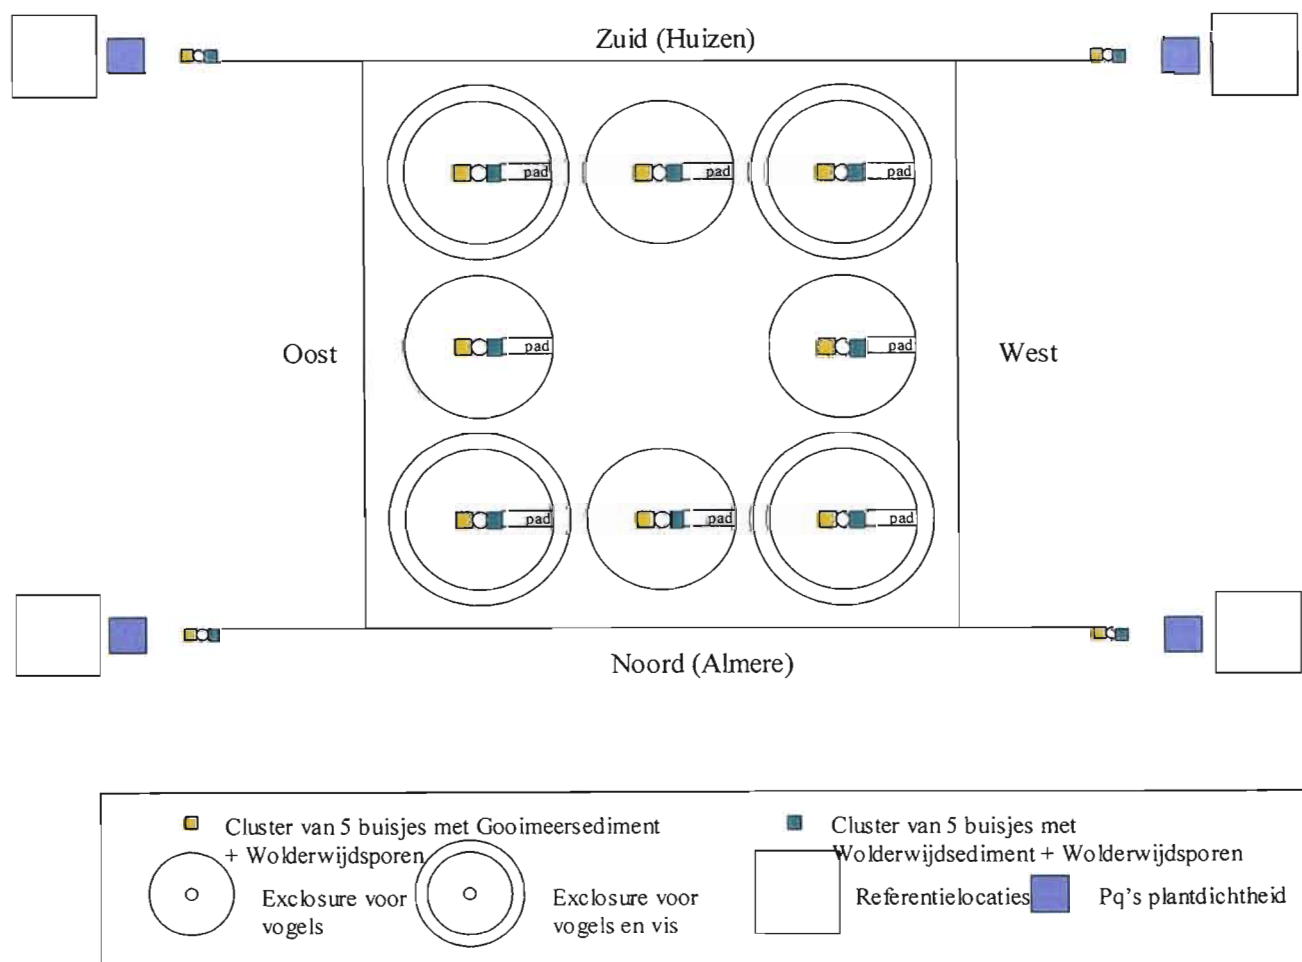 Zuid (Huizen)
pad
pad
pad
Oost
pad
pad
West
pad
pad
pad
Noord (Almere)
Cluster van 5 buisjes met Gooimeersediment
+ Wolderwijdsporen
Cluster van 5 buisjes met
Wolderwijdsediment + Wolderwijdsporen
Exclosure voor
vogels
Exclosure voor
vogels en vis
Referentielocaties
Pq's plantdichtheid